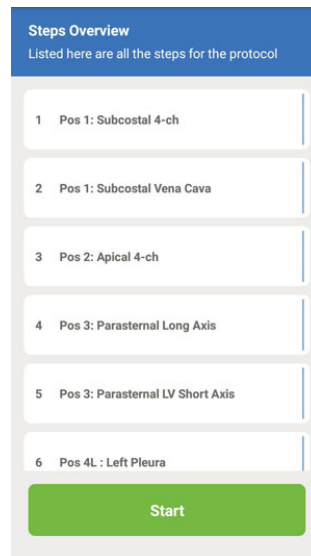 Steps Overview
Listed here are all the steps for the protocol
1 Pos 1: Subcostal 4-ch
2 Pos 1: Subcostal Vena Cava
3 Pos 2: Apical 4-ch
4 Pos 3: Parasternal Long Axis
5 Pos 3: Parasternal LV Short Axis
6 Pos 4L : Left Pleura
Start